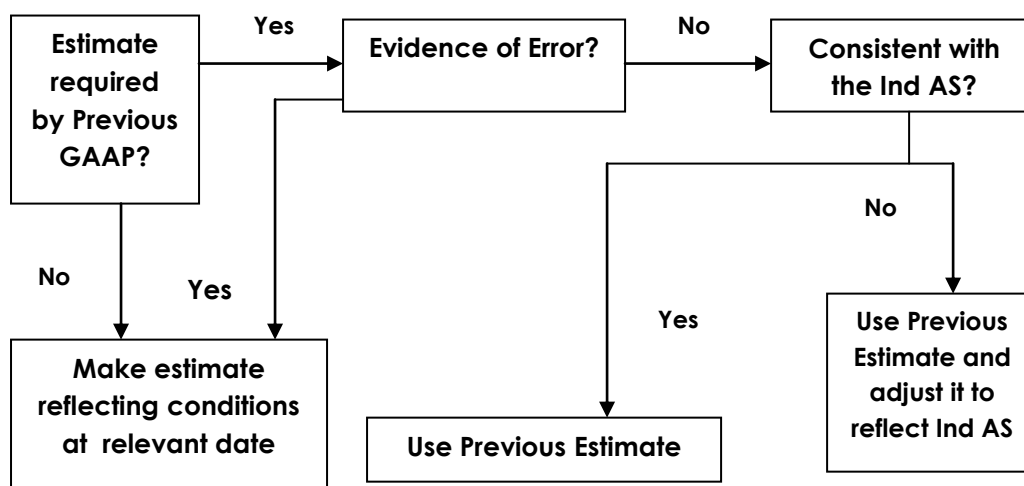 Estimate
required
by Previous
GAAP?
Yes
Evidence of Error?
No
Consistent with
the Ind AS?
No
Yes
Make estimate
reflecting conditions
at relevant date
Yes
Use Previous Estimate
No
Use Previous
Estimate and
adjust it to
reflect Ind AS